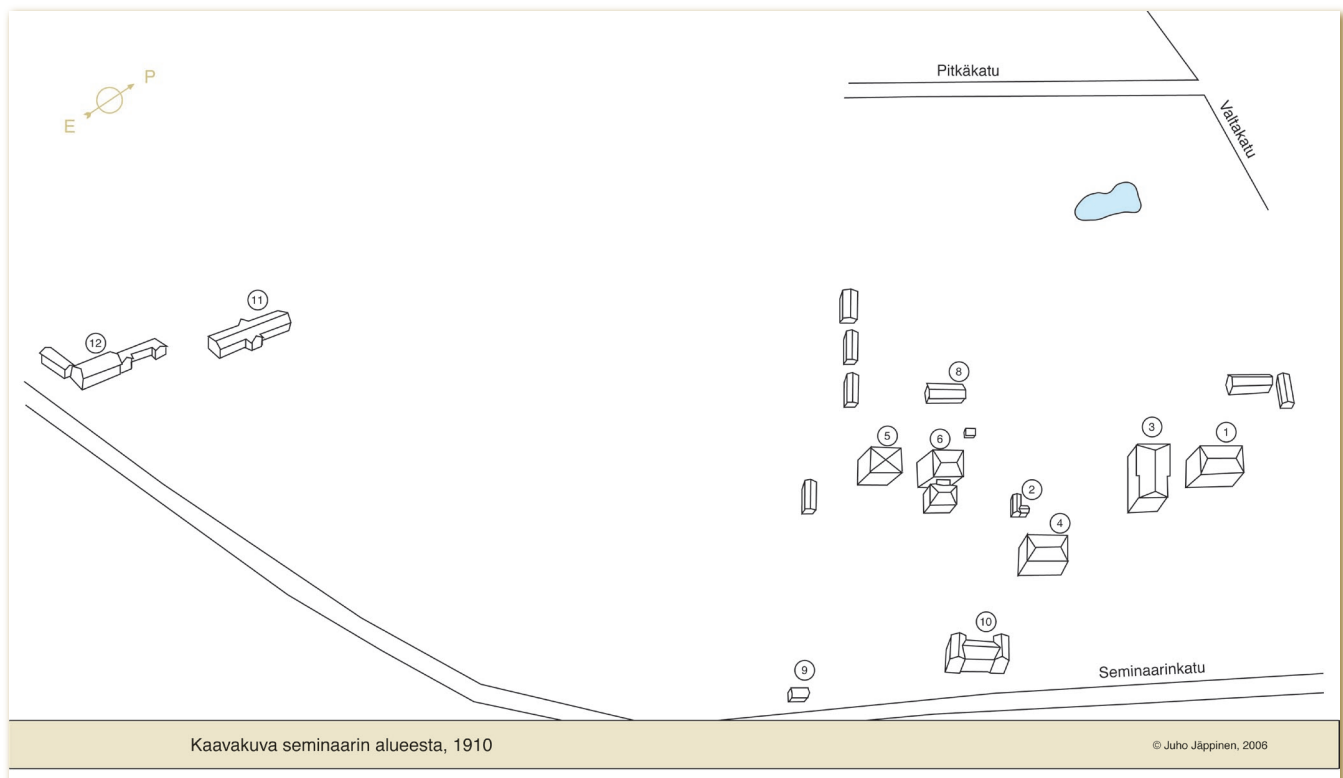 Pitkäkatu
P
E
Valtakatu
11
12
8
5
6
3
1
2
4
10
9
Seminaarinkatu
Kaavakuva seminaarin alueesta, 1910
© Juho Jäppinen, 2006